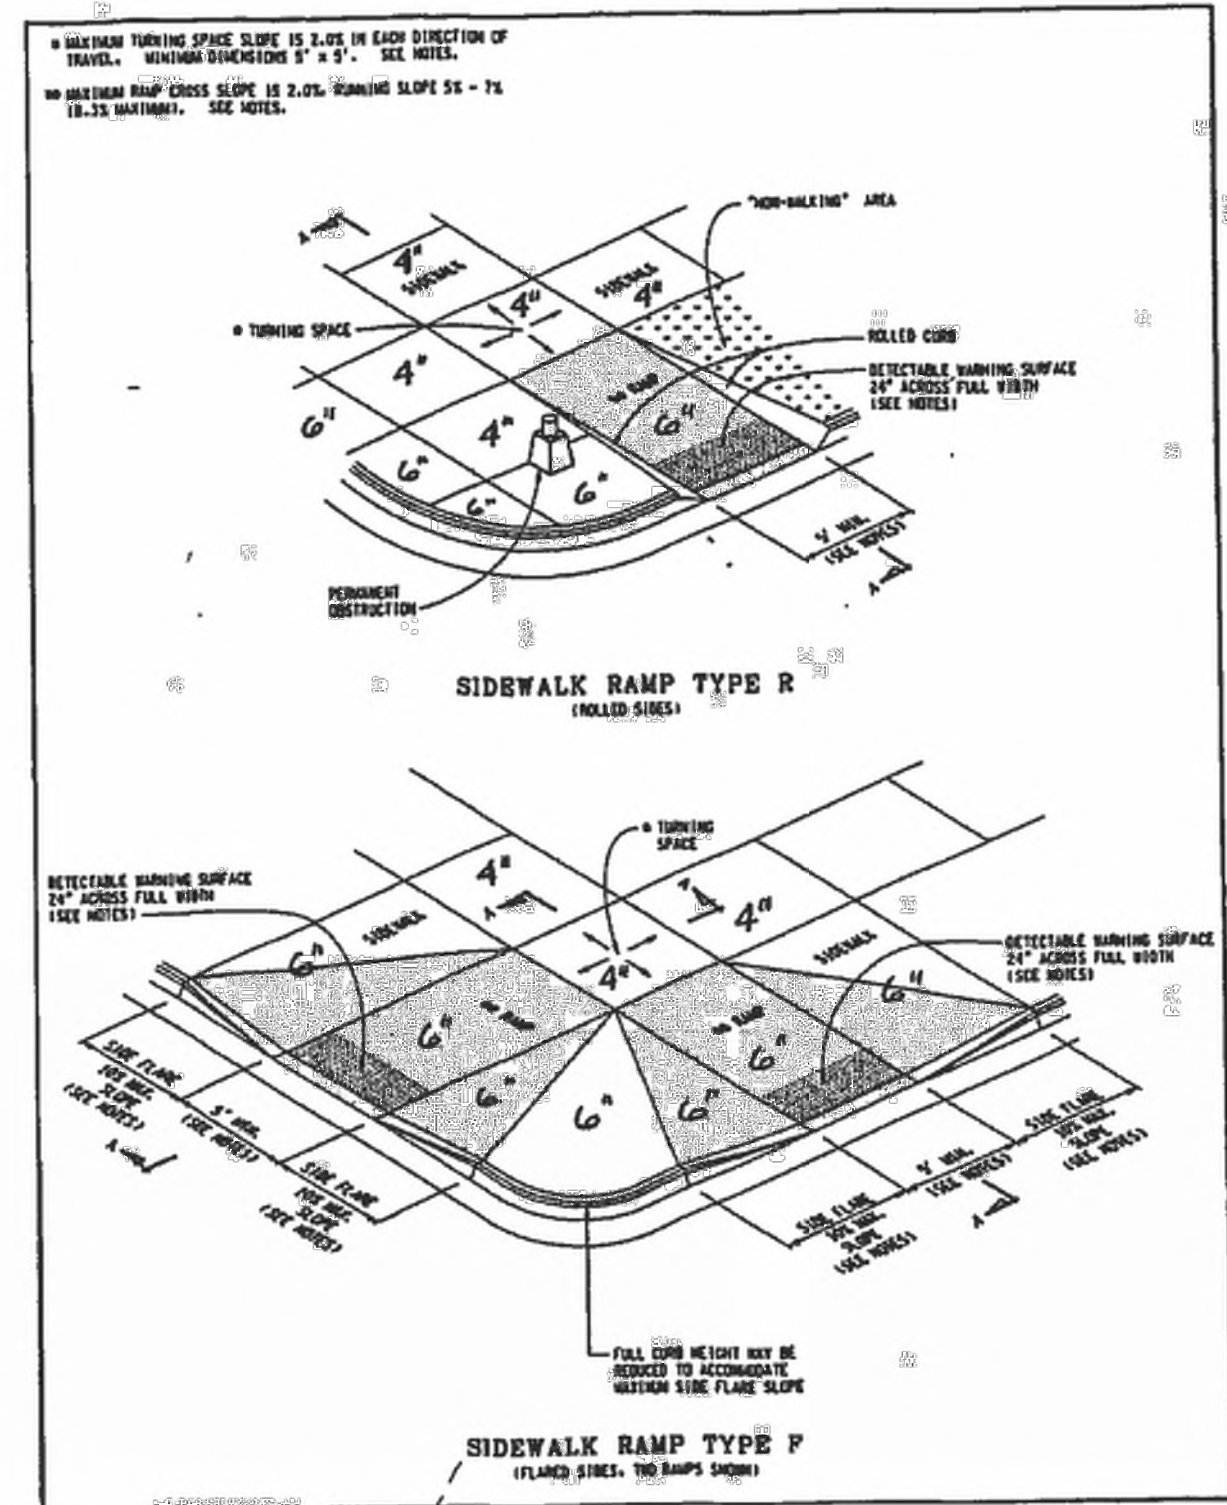 * MAXIMUM TURNING SPACE SLOPE IS 2.0% IN EACH DIRECTION OF
TRAVEL. MINIMUM DIMENSIONS 5' x 5'. SEE NOTES.
** MAXIMUM RAMP CROSS SLOPE IS 2.0%, RUNNING SLOPE 5% - 7%
(8.3% MAXIMUM). SEE NOTES.
"NON-WALKING" AREA
A
4"
SIDEWALK
4"
SIDEWALK
4"
* TURNING SPACE
ROLLED CURB
DETECTABLE WARNING SURFACE
24" ACROSS FULL WIDTH
(SEE NOTES)
4"
** RAMP
6"
6"
4"
6"
6"
6"
5' MIN.
(SEE NOTES)
A
PERMANENT
OBSTRUCTION
SIDEWALK RAMP TYPE R
(ROLLED SIDES)
* TURNING
SPACE
DETECTABLE WARNING SURFACE
24" ACROSS FULL WIDTH
(SEE NOTES)
4"
A
A
4"
SIDEWALK
SIDEWALK
DETECTABLE WARNING SURFACE
24" ACROSS FULL WIDTH
(SEE NOTES)
6"
4"
6"
** RAMP
6"
** RAMP
6"
6"
6"
6"
SIDE FLARE
10% MAX.
SLOPE
(SEE NOTES)
5' MIN.
(SEE NOTES)
A
SIDE FLARE
10% MAX.
SLOPE
(SEE NOTES)
SIDE FLARE
10% MAX.
SLOPE
(SEE NOTES)
5' MIN.
(SEE NOTES)
A
SIDE FLARE
10% MAX.
SLOPE
(SEE NOTES)
FULL CURB HEIGHT MAY BE
REDUCED TO ACCOMMODATE
MAXIMUM SIDE FLARE SLOPE
SIDEWALK RAMP TYPE F
(FLARED SIDES, TWO RAMPS SHOWN)